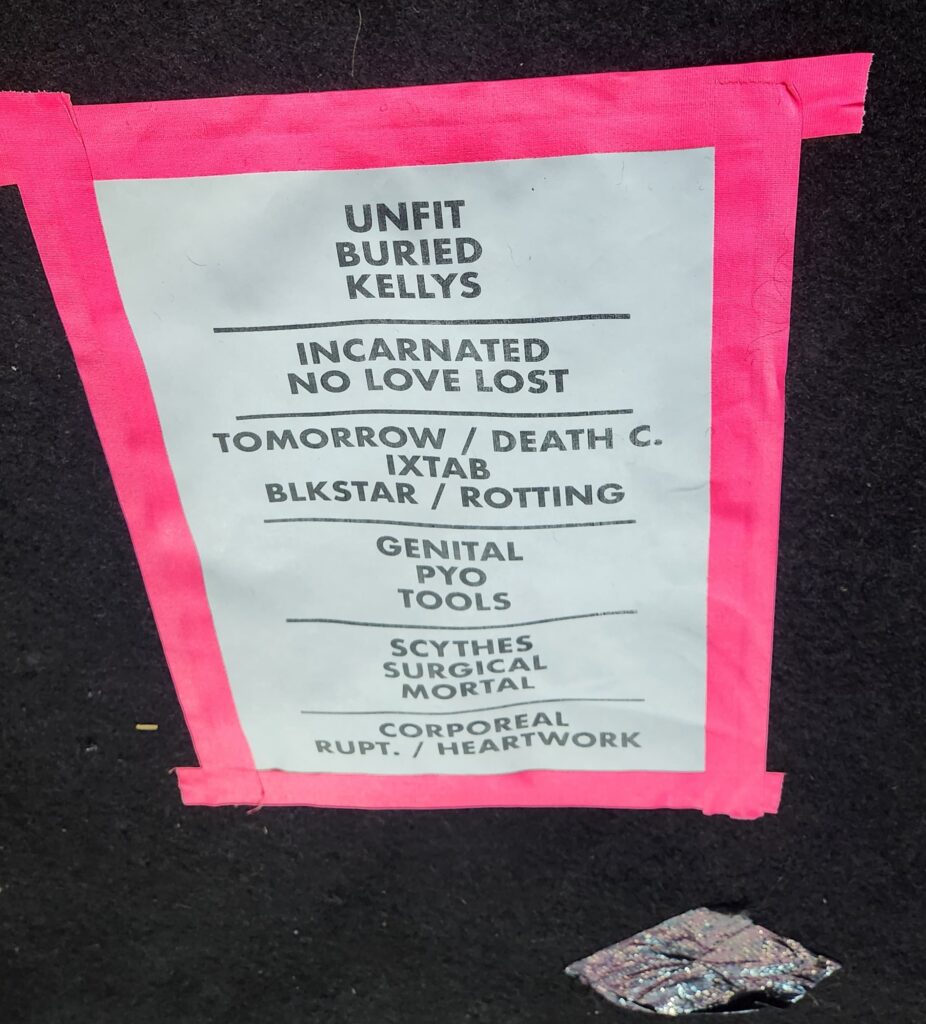 UNFIT
BURIED
KELLYS
INCARNATED
NO LOVE LOST
TOMORROW / DEATH C.
IXTAB
BLKSTAR / ROTTING
GENITAL
PYO
TOOLS
SCYTHES
SURGICAL
MORTAL
CORPOREAL
RUPT. / HEARTWORK